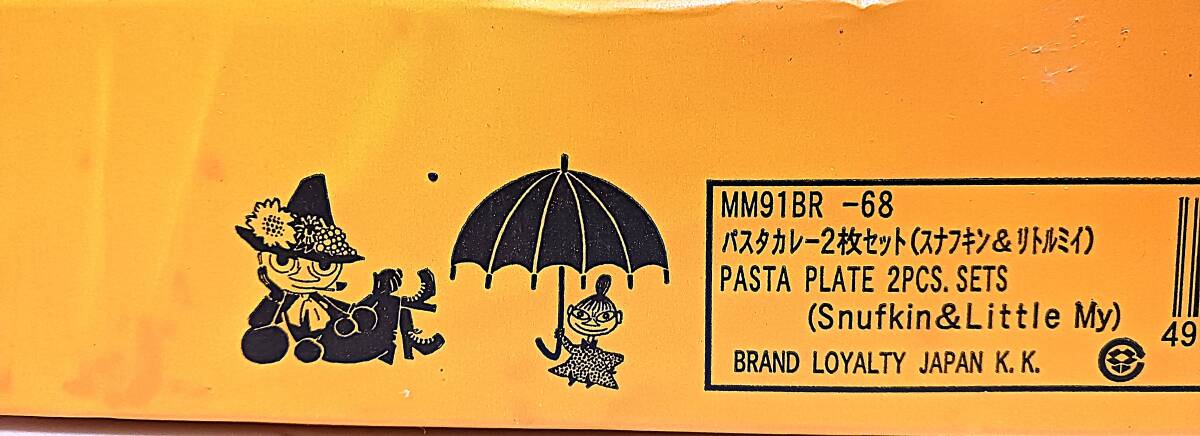 MM91BR -68
パスタカレー2枚セット(スナフキン&リトルミイ)
PASTA PLATE 2PCS. SETS
(Snufkin&Little My)
BRAND LOYALTY JAPAN K.K.
49